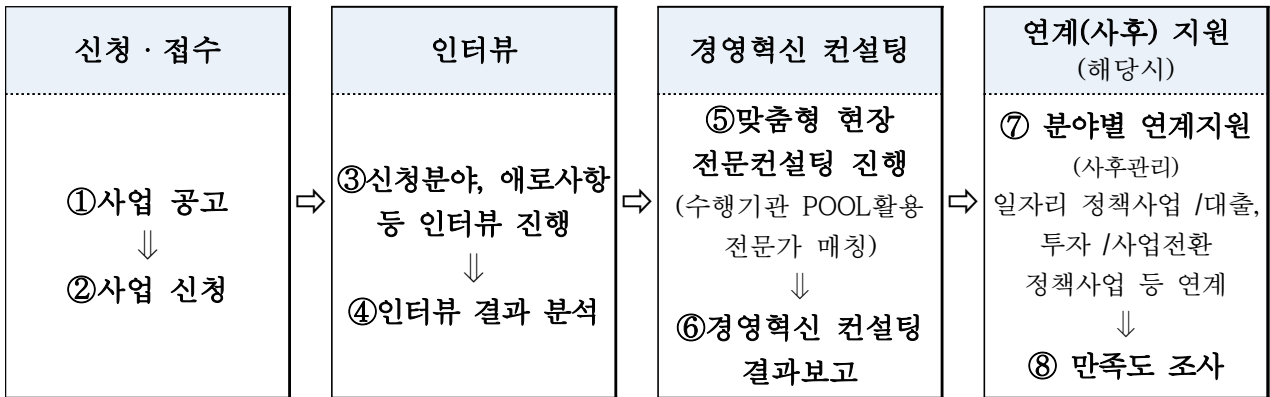 신청 · 접수
①사업 공고
⇓
②사업 신청
⇨
인터뷰
③신청분야, 애로사항
등 인터뷰 진행
⇓
④인터뷰 결과 분석
⇨
경영혁신 컨설팅
⑤맞춤형 현장
전문컨설팅 진행
(수행기관 POOL활용
전문가 매칭)
⇓
⑥경영혁신 컨설팅
결과보고
⇨
연계(사후) 지원
(해당시)
⑦ 분야별 연계지원
(사후관리)
일자리 정책사업 /대출,
투자 /사업전환
정책사업 등 연계
⇓
⑧ 만족도 조사